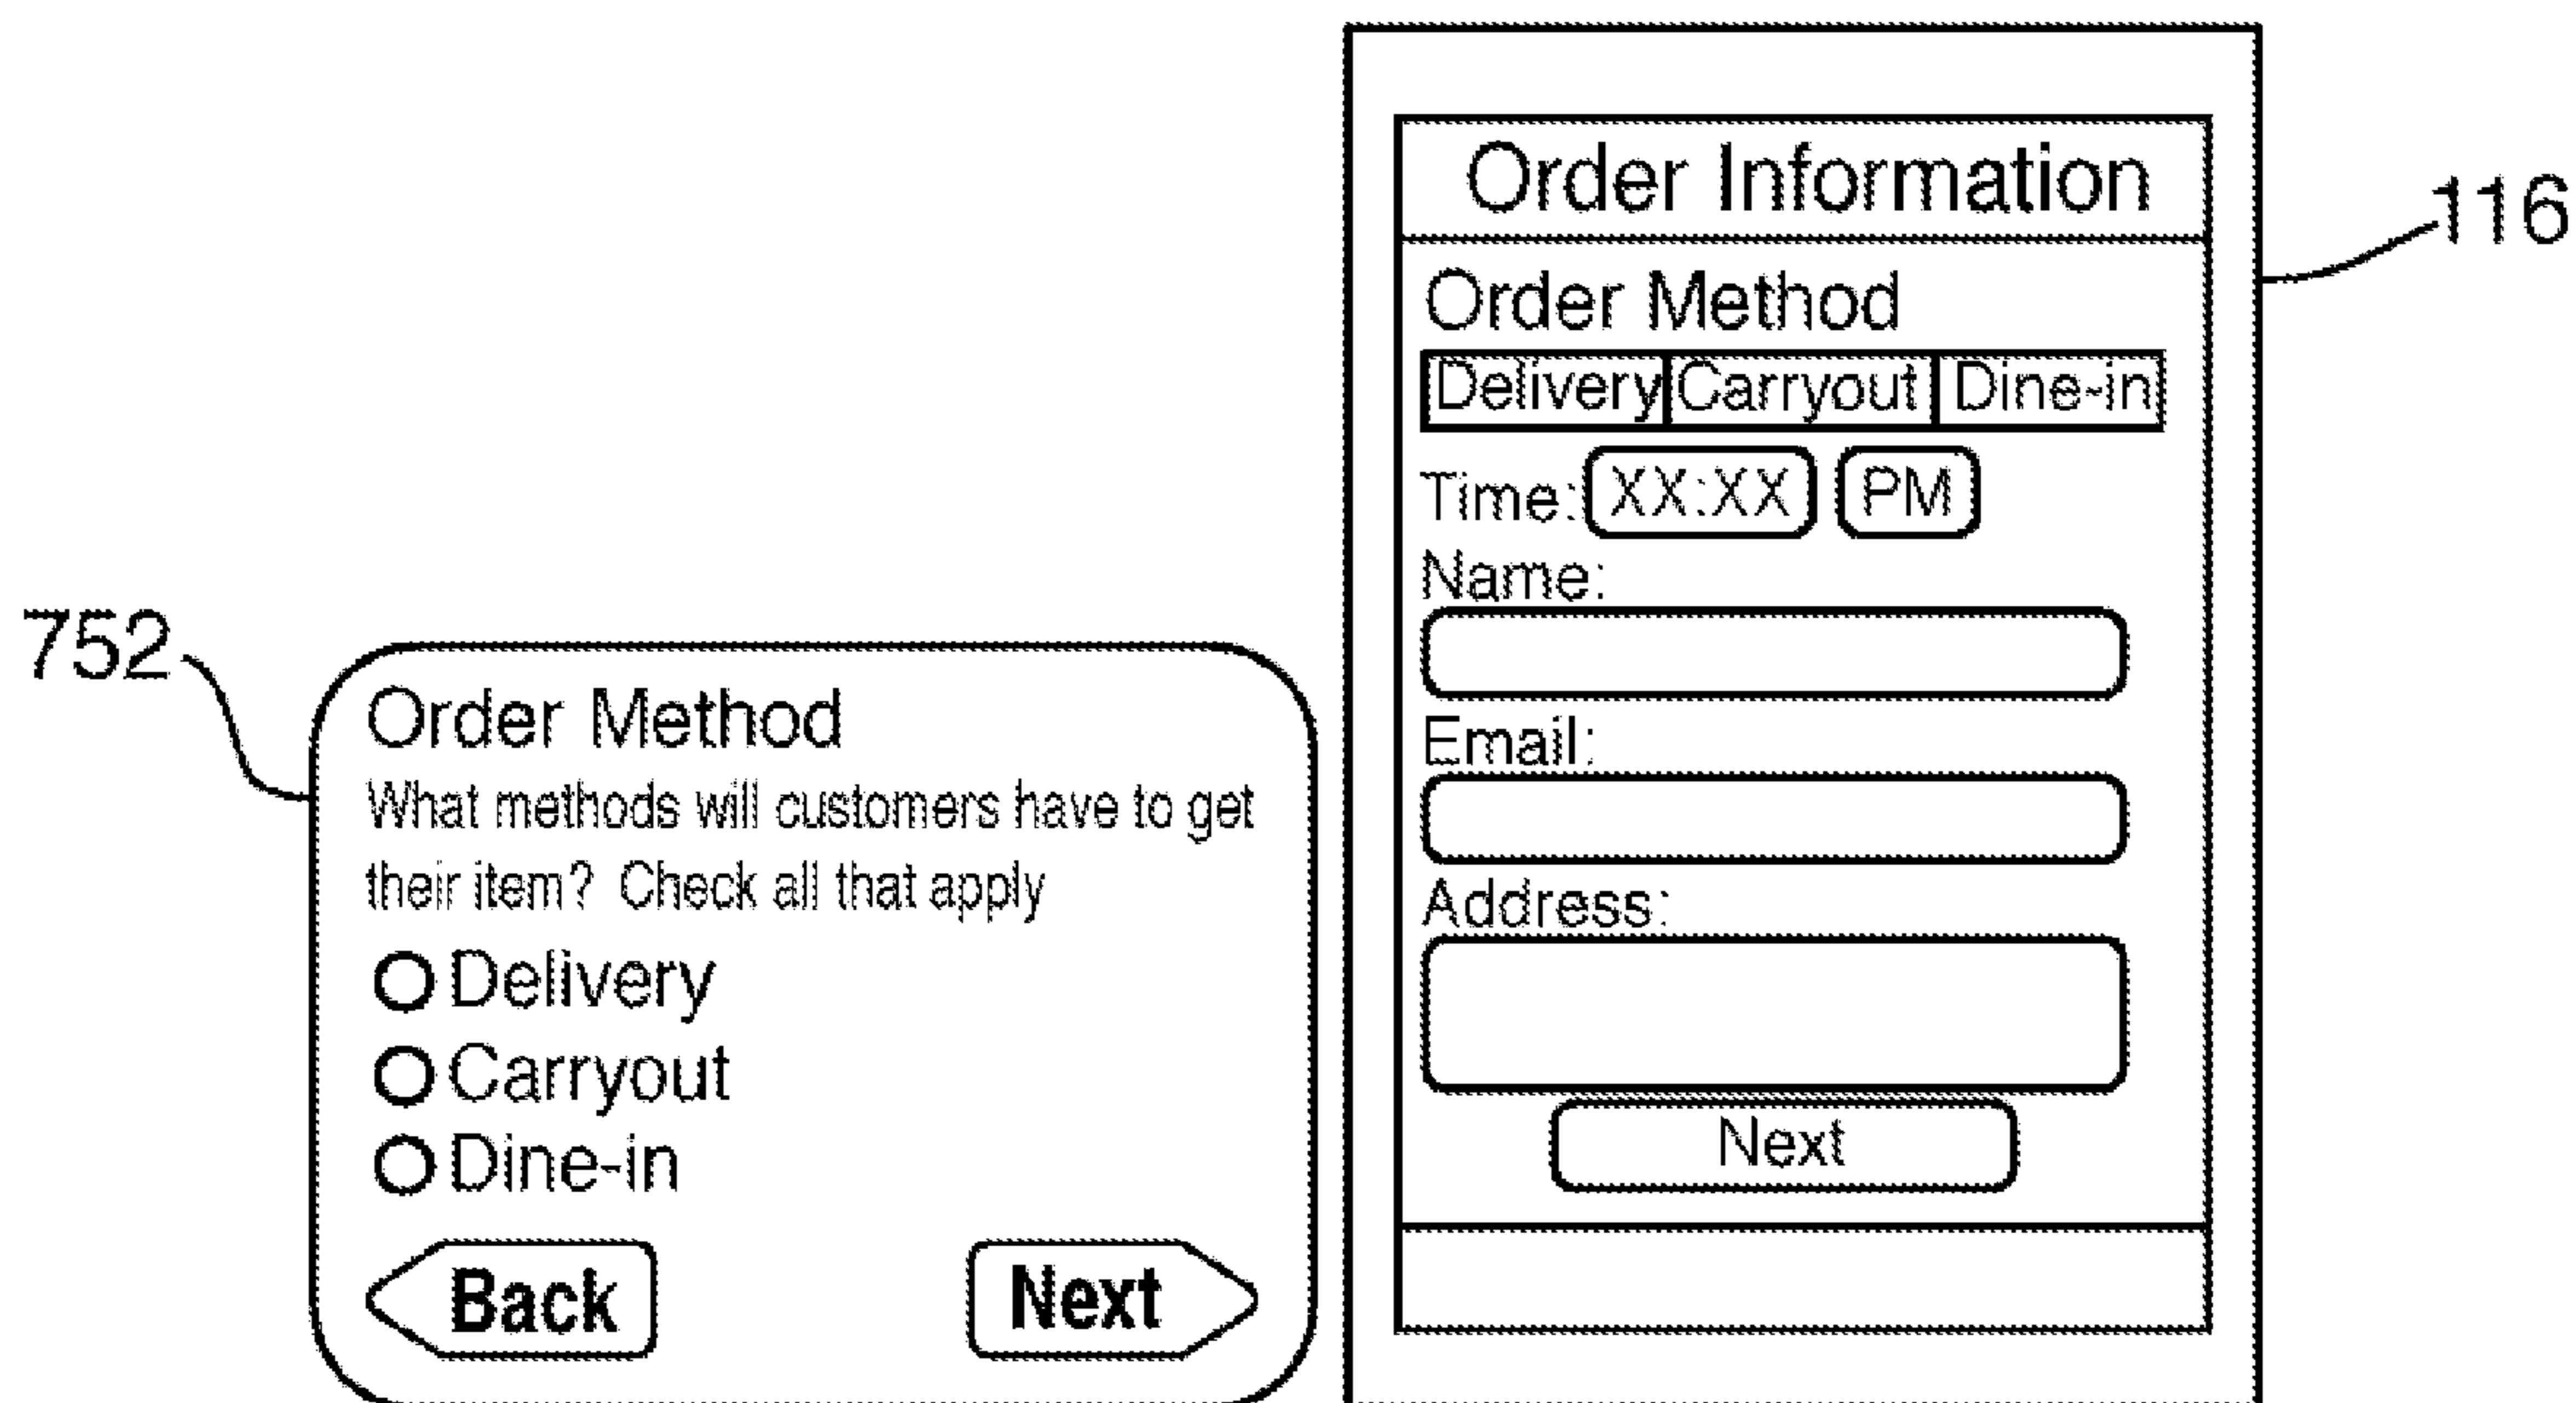 752
Order Method
What methods will customers have to get
their item? Check all that apply
Delivery
Carryout
Dine-in
Back Next
116
Order Information
Order Method
Delivery Carryout Dine-in
Time: XX:XX PM
Name:
Email:
Address:
Next